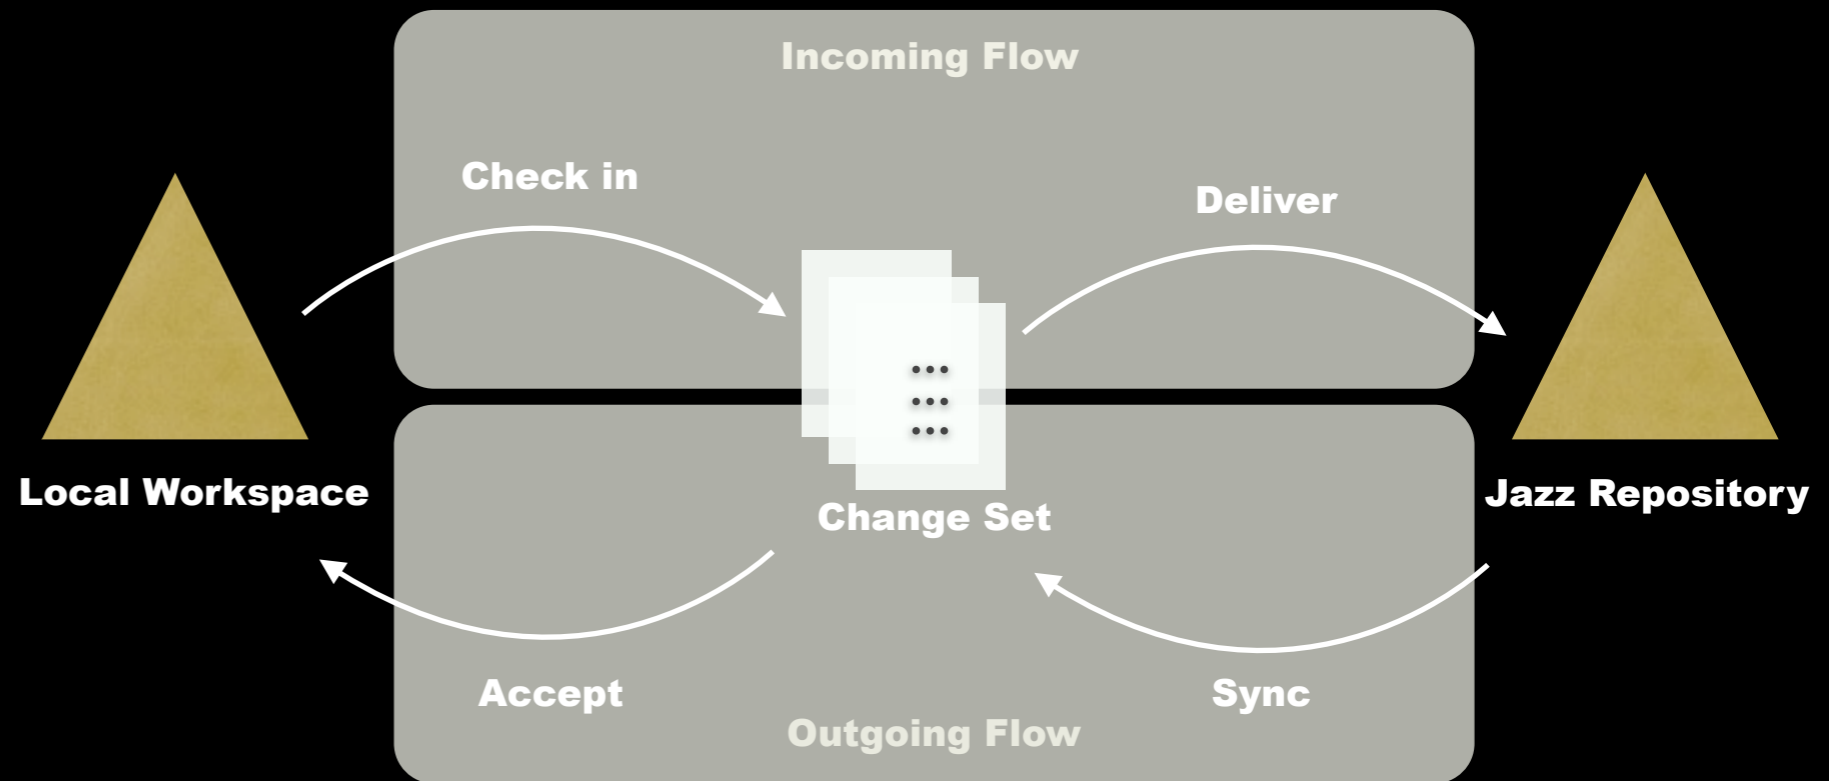 Incoming Flow
Check in
Deliver
...
...
...
Local Workspace
Change Set
Jazz Repository
Accept
Sync
Outgoing Flow